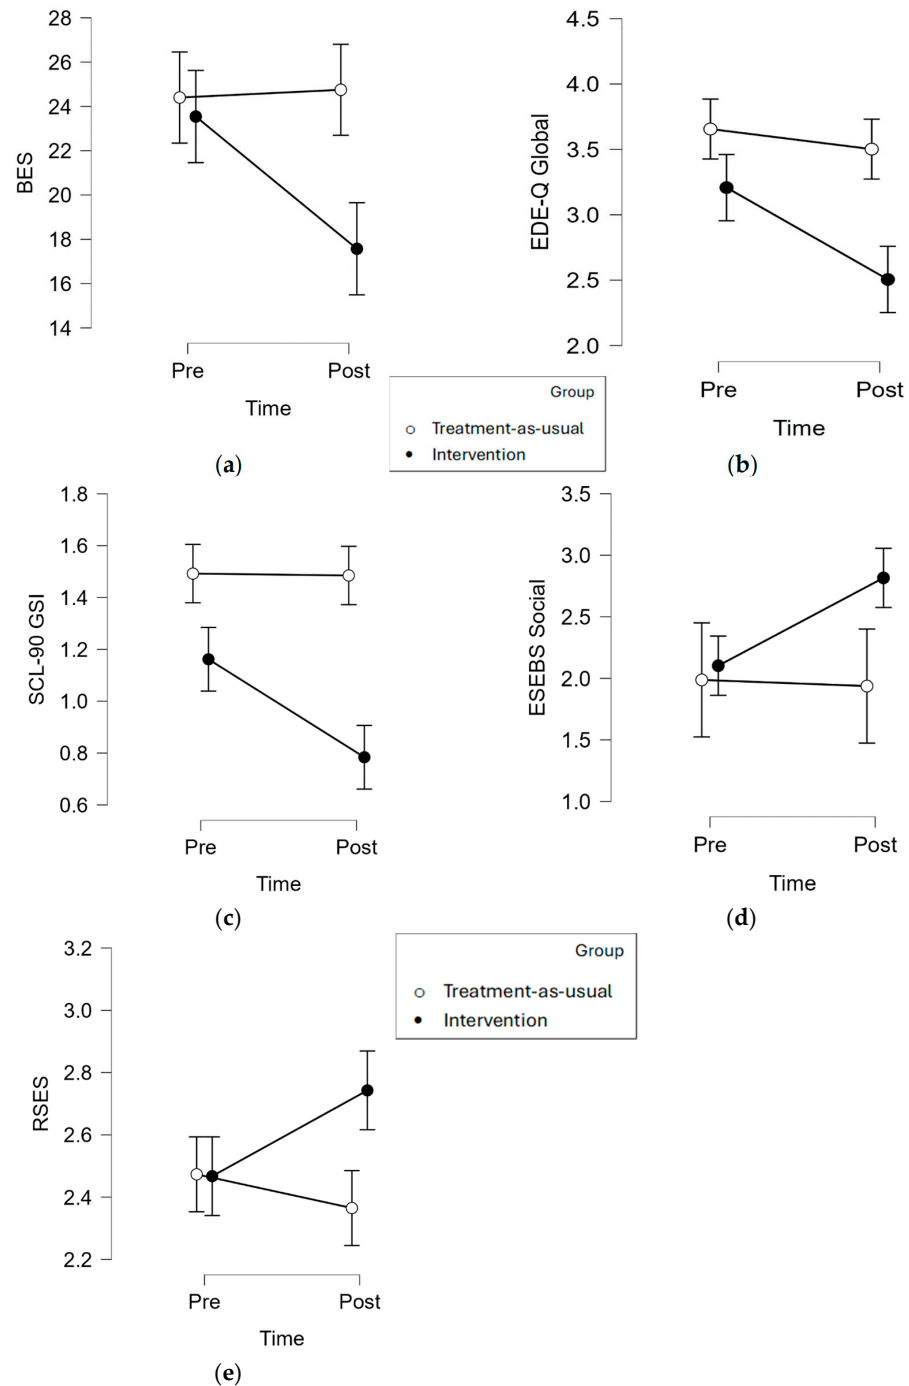 28
26
24
22
20
18
16
14
BES
Pre
Post
Time
(a)
4.5
4.0
3.5
3.0
2.5
2.0
EDE-Q Global
Pre
Post
Time
(b)
Group
Treatment-as-usual
Intervention
1.8
1.6
1.4
1.2
1.0
0.8
0.6
SCL-90 GSI
Pre
Post
Time
(c)
3.5
3.0
2.5
2.0
1.5
1.0
ESEBS Social
Pre
Post
Time
(d)
3.2
3.0
2.8
2.6
2.4
2.2
RSES
Pre
Post
Time
(e)
Group
Treatment-as-usual
Intervention